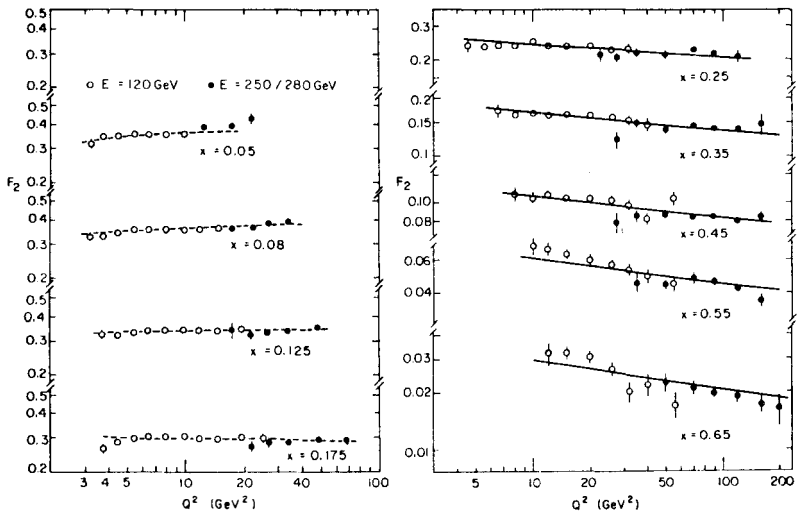 0.5
0.4
0.3
0.2
○ E = 120 GeV ● E = 250 / 280 GeV
0.5
0.4
0.3
x = 0.05
0.2
F2
0.5
0.4
0.3
x = 0.08
0.2
0.5
0.4
0.3
x = 0.125
0.2
0.5
0.4
0.3
x = 0.175
0.2
3 4 5 10 20 40 60 100
Q² (GeV²)
0.5
0.4
0.3
0.2
x = 0.25
0.2
0.15
x = 0.35
0.1
F2
0.10
0.08
x = 0.45
0.06
0.04
x = 0.55
0.03
0.02
x = 0.65
0.01
5 10 20 50 100 200
Q² (GeV²)